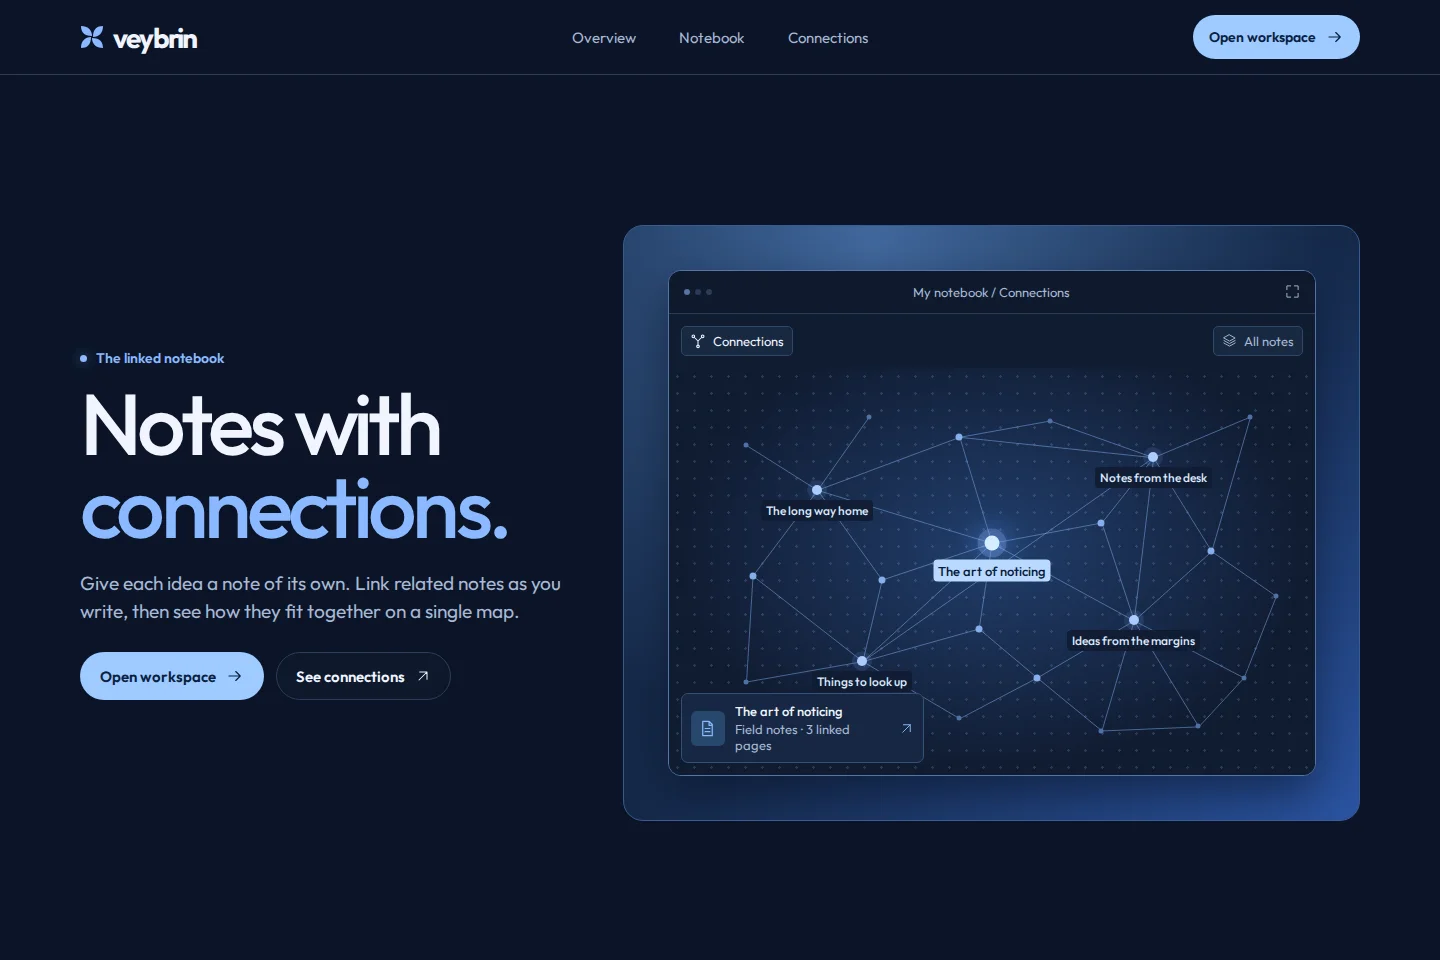 veybrin
Overview
Notebook
Connections
Open workspace
The linked notebook
Notes with
connections.
Give each idea a note of its own. Link related notes as you
write, then see how they fit together on a single map.
Open workspace
See connections
My notebook / Connections
Connections
All notes
Notes from the desk
The long way home
The art of noticing
Ideas from the margins
Things to look up
The art of noticing
Field notes · 3 linked
pages